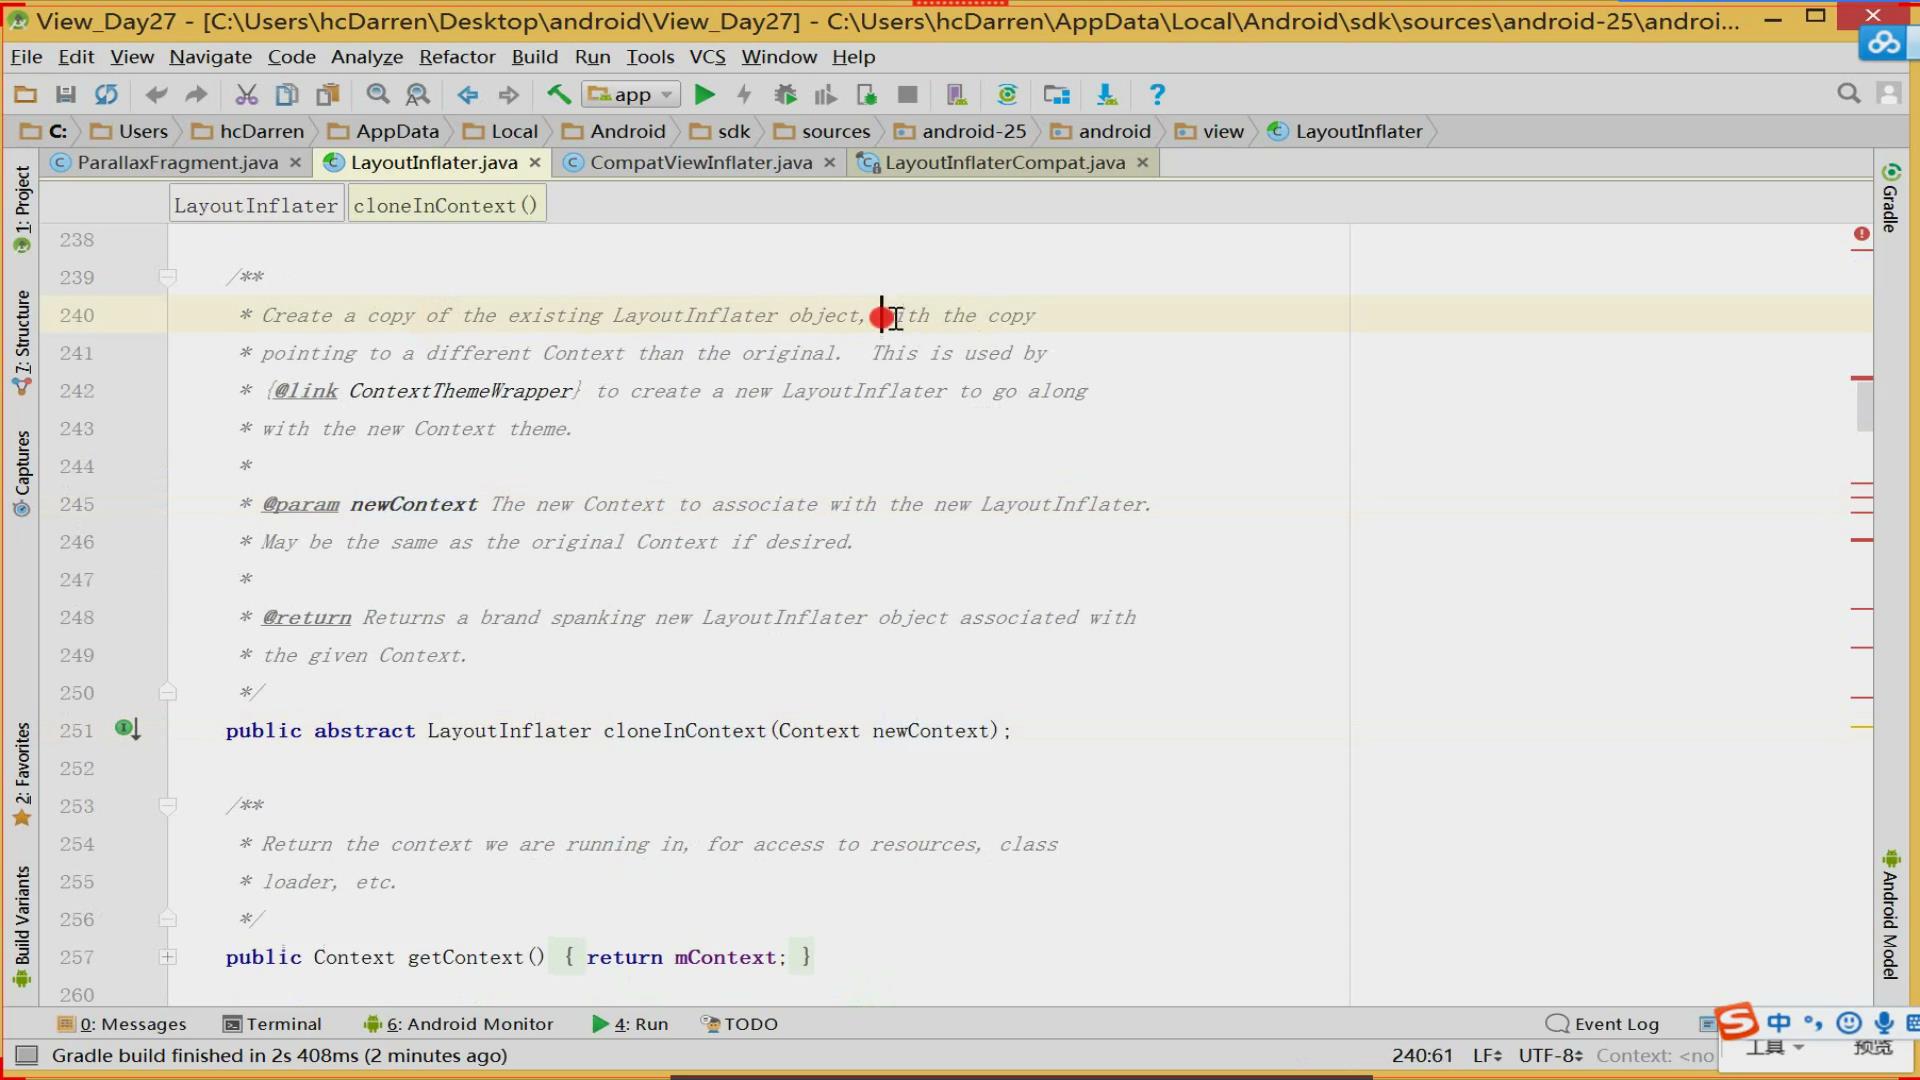 View_Day27 - [C:\Users\hcDarren\Desktop\android\View_Day27] - C:\Users\hcDarren\AppData\Local\Android\sdk\sources\android-25\androi...
File Edit View Navigate Code Analyze Refactor Build Run Tools VCS Window Help
app
C: Users hcDarren AppData Local Android sdk sources android-25 android view LayoutInflater
ParallaxFragment.java LayoutInflater.java CompatViewInflater.java LayoutInflaterCompat.java
LayoutInflater cloneInContext()
238
239 /**
240 * Create a copy of the existing LayoutInflater object, with the copy
241 * pointing to a different Context than the original.  This is used by
242 * {@link ContextThemeWrapper} to create a new LayoutInflater to go along
243 * with the new Context theme.
244 *
245 * @param newContext The new Context to associate with the new LayoutInflater.
246 * May be the same as the original Context if desired.
247 *
248 * @return Returns a brand spanking new LayoutInflater object associated with
249 * the given Context.
250 */
251 public abstract LayoutInflater cloneInContext(Context newContext);
252
253 /**
254 * Return the context we are running in, for access to resources, class
255 * loader, etc.
256 */
257 public Context getContext() { return mContext; }
260
1: Project
7: Structure
Captures
2: Favorites
Build Variants
Gradle
Android Model
0: Messages Terminal 6: Android Monitor 4: Run TODO Event Log
中
Gradle build finished in 2s 408ms (2 minutes ago) 240:61 LF UTF-8 Context: <no
工具 预览